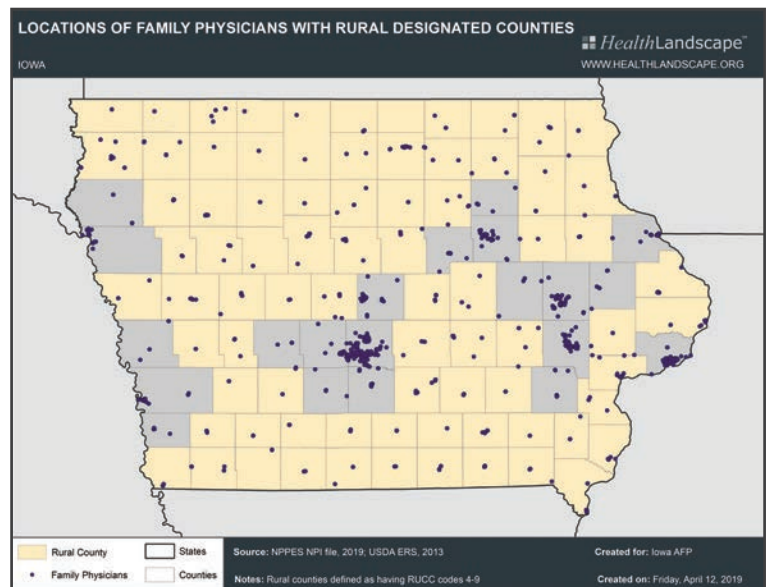 LOCATIONS OF FAMILY PHYSICIANS WITH RURAL DESIGNATED COUNTIES
HealthLandscape™
IOWA
WWW.HEALTHLANDSCAPE.ORG
Rural County
States
Family Physicians
Counties
Source: NPPES NPI file, 2019; USDA ERS, 2013
Created for: Iowa AFP
Notes: Rural counties defined as having RUCC codes 4-9
Created on: Friday, April 12, 2019